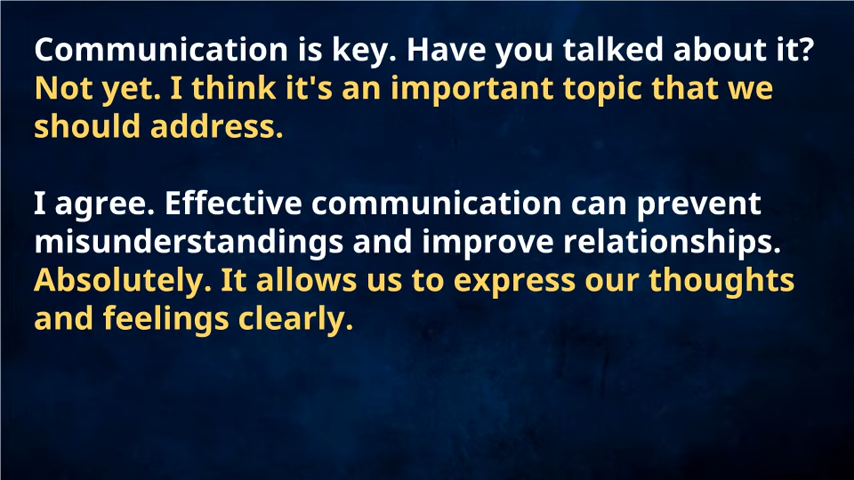 Communication is key. Have you talked about it?
Not yet. I think it's an important topic that we
should address.
I agree. Effective communication can prevent
misunderstandings and improve relationships.
Absolutely. It allows us to express our thoughts
and feelings clearly.